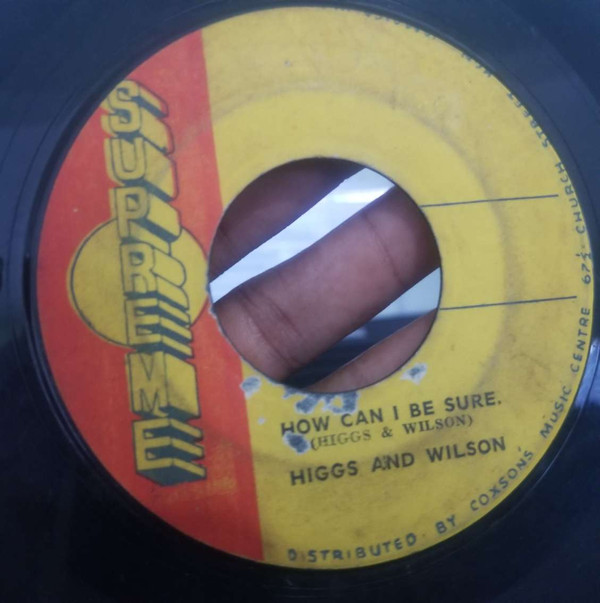 SUPREME
HOW CAN I BE SURE.
(HIGGS & WILSON)
HIGGS AND WILSON
DISTRIBUTED BY COXSONS MUSIC CENTRE 67½ CHURCH